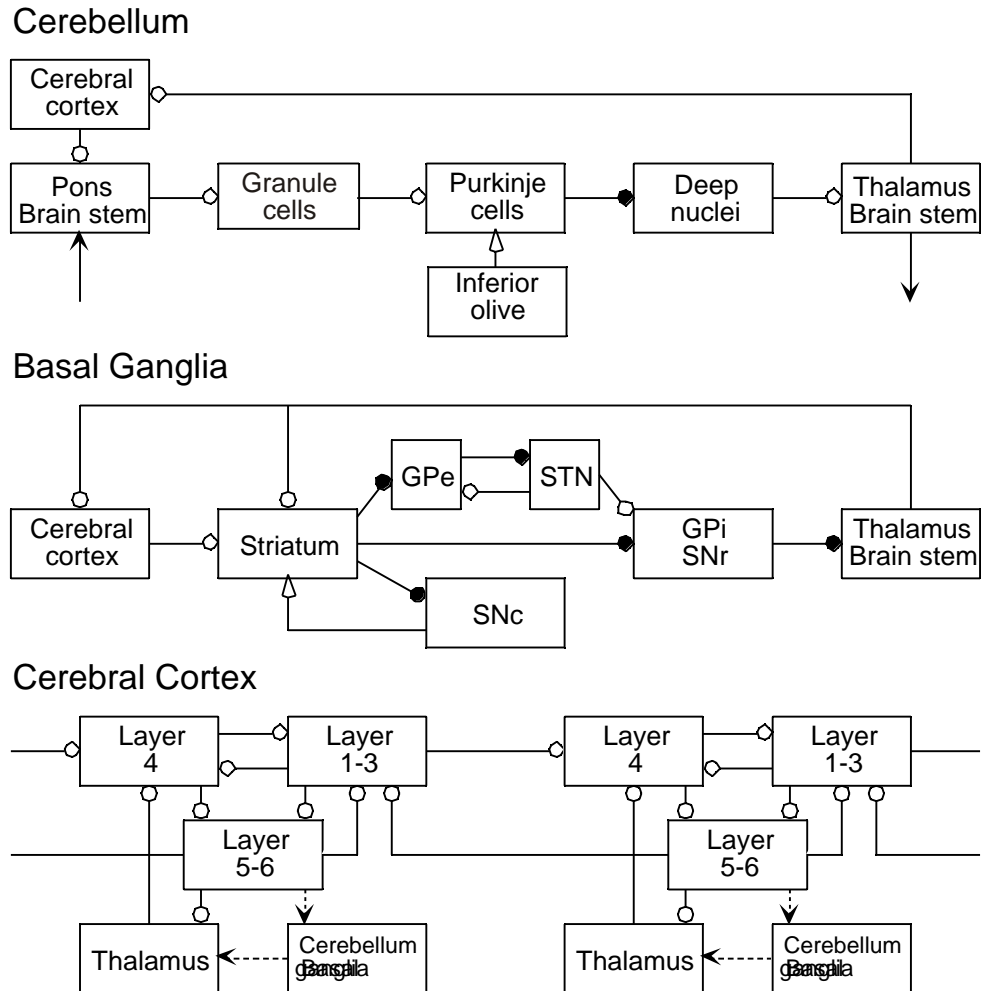 Cerebellum
Cerebral
cortex
Pons
Brain stem
Granule
cells
Purkinje
cells
Deep
nuclei
Thalamus
Brain stem
Inferior
olive
Basal Ganglia
GPe
STN
Cerebral
cortex
Striatum
GPi
SNr
Thalamus
Brain stem
SNc
Cerebral Cortex
Layer
4
Layer
1-3
Layer
4
Layer
1-3
Layer
5-6
Layer
5-6
Thalamus
Cerebellum
Thalamus
Cerebellum